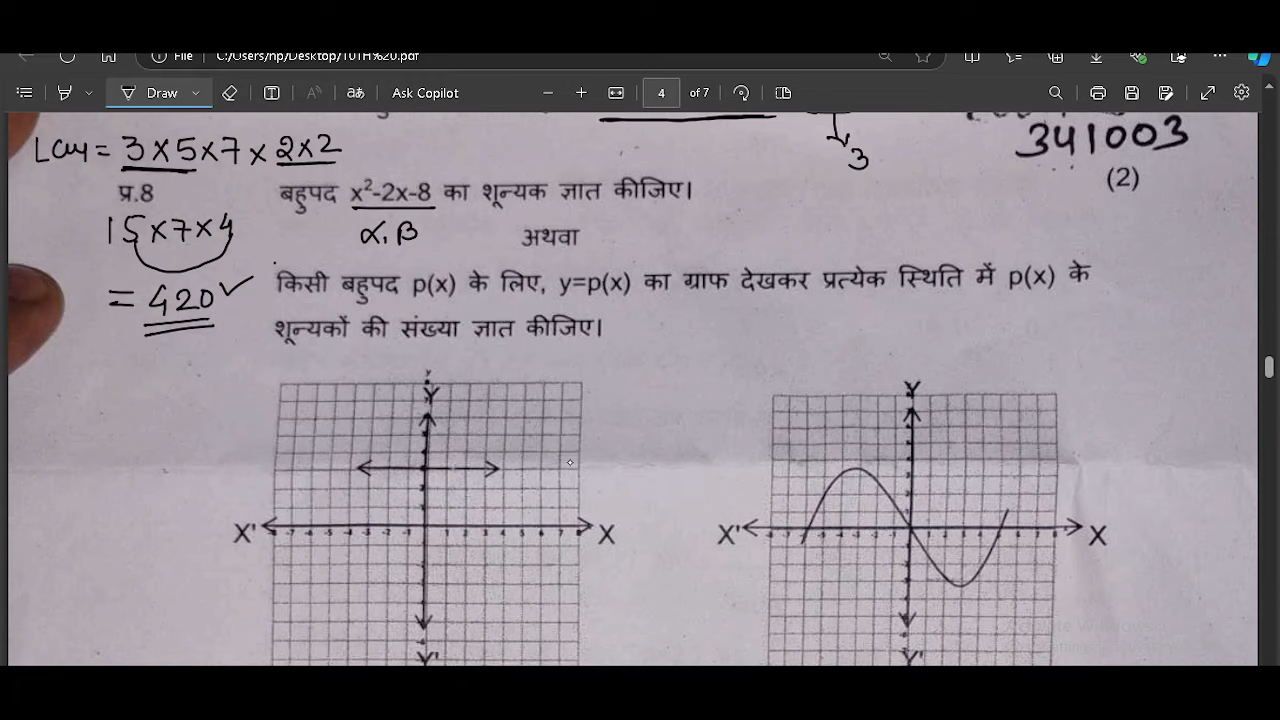 File C:/Users/np/Desktop/10TH%20.pdf
Draw Ask Copilot 4 of 7
Lcm = 3×5×7×2×2
3
341003
(2)
प्र.8 बहुपद x²-2x-8 का शून्यक ज्ञात कीजिए।
15×7×4
α, β
अथवा
= 420✓
किसी बहुपद p(x) के लिए, y=p(x) का ग्राफ देखकर प्रत्येक स्थिति में p(x) के
शून्यकों की संख्या ज्ञात कीजिए।
Y Y
X' X X' X
Y' Y'